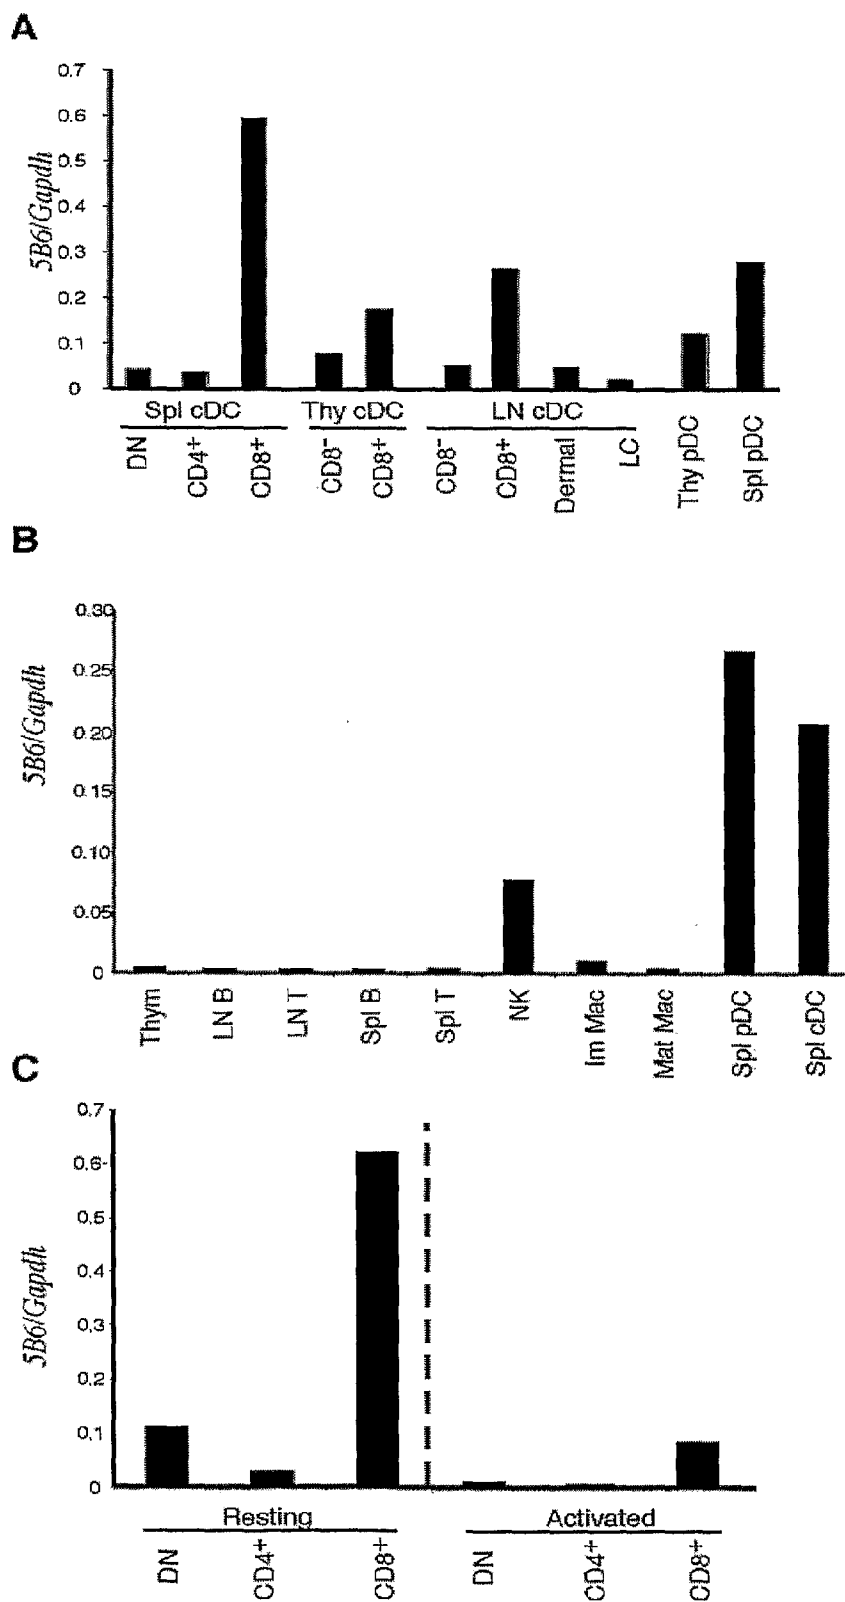 A
5B6/Gapdh
0.7
0.6
0.5
0.4
0.3
0.2
0.1
0
Spl cDC Thy cDC LN cDC
DN CD4+ CD8+ CD8- CD8+ CD8- CD8+ Dermal LC Thy pDC Spl pDC
B
5B6/Gapdh
0.30
0.25
0.20
0.15
0.10
0.05
0
Thym LN B LN T Spl B Spl T NK Im Mac Mat Mac Spl pDC Spl cDC
C
5B6/Gapdh
0.7
0.6
0.5
0.4
0.3
0.2
0.1
0
Resting Activated
DN CD4+ CD8+ DN CD4+ CD8+